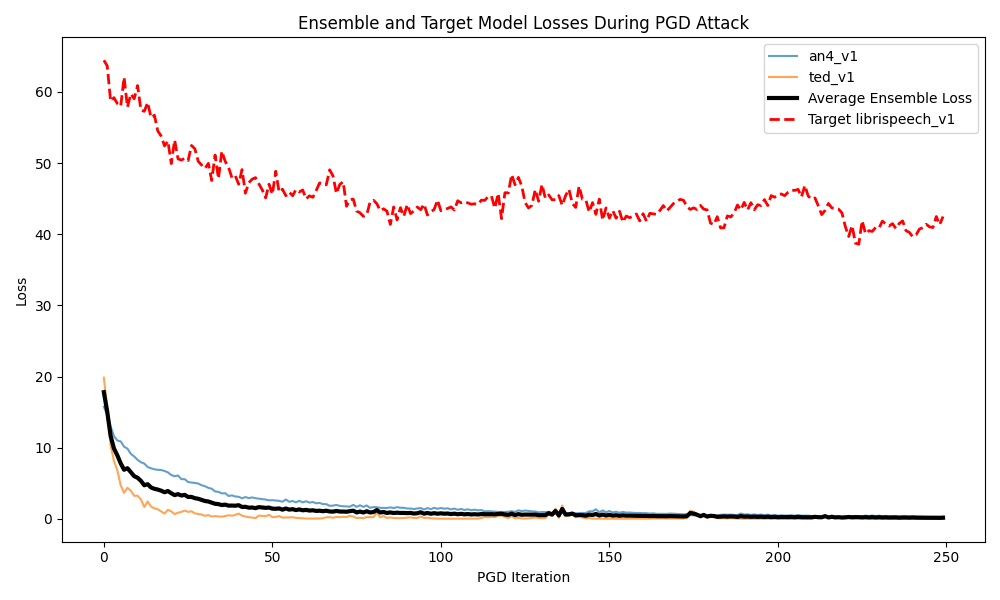 Ensemble and Target Model Losses During PGD Attack
an4_v1
ted_v1
Average Ensemble Loss
Target librispeech_v1
Loss
60
50
40
30
20
10
0
0 50 100 150 200 250
PGD Iteration